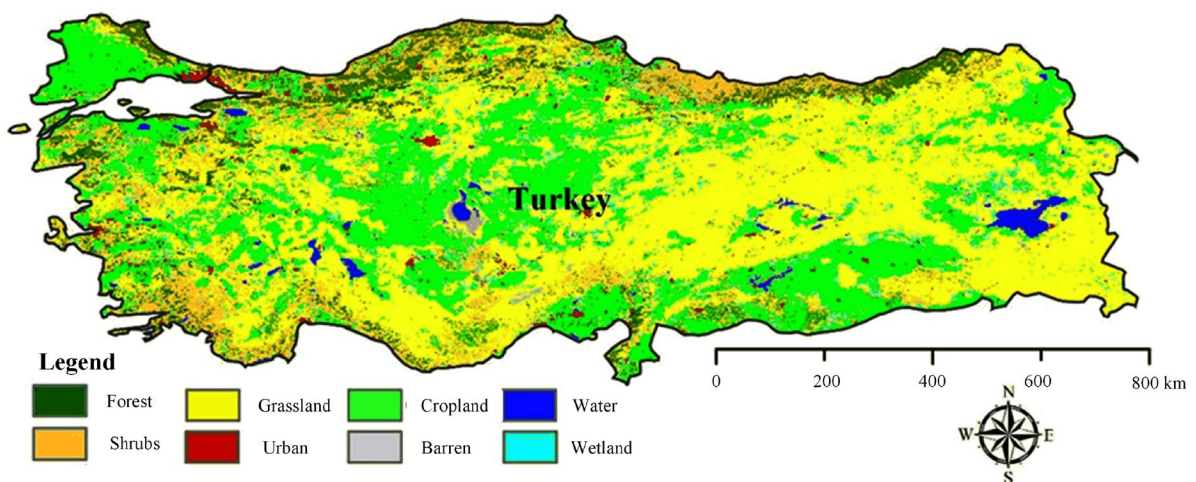 Turkey
Legend
Forest Grassland Cropland Water
Shrubs Urban Barren Wetland
0 200 400 600 800 km
N
W E
S